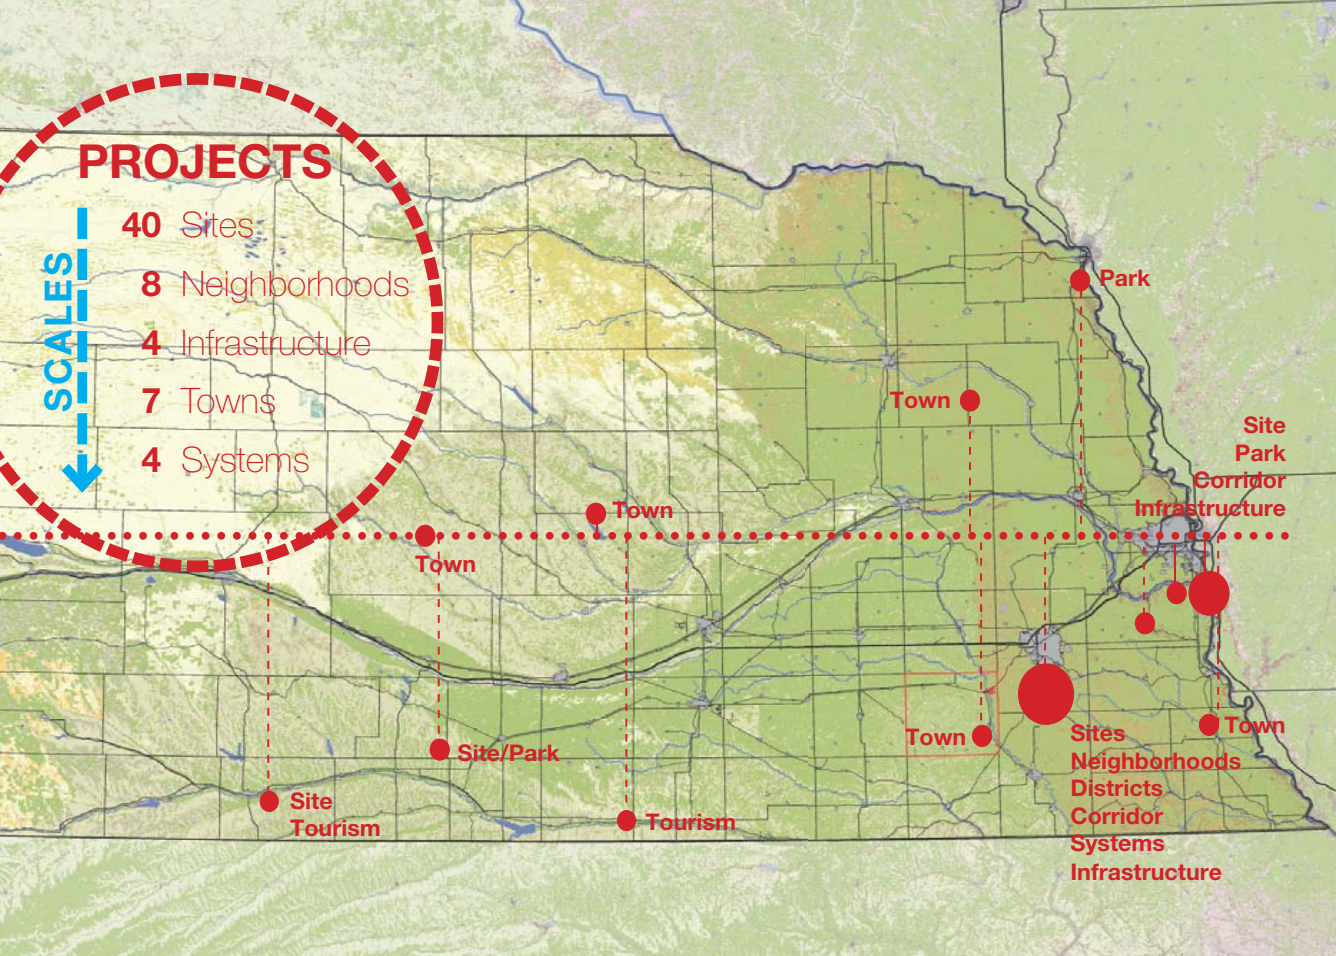 PROJECTS
SCALES
40 Sites
8 Neighborhoods
4 Infrastructure
7 Towns
4 Systems
Park
Town
Site
Park
Corridor
Infrastructure
Town
Town
Town
Site/Park
Site
Tourism
Tourism
Town
Sites
Neighborhoods
Districts
Corridor
Systems
Infrastructure